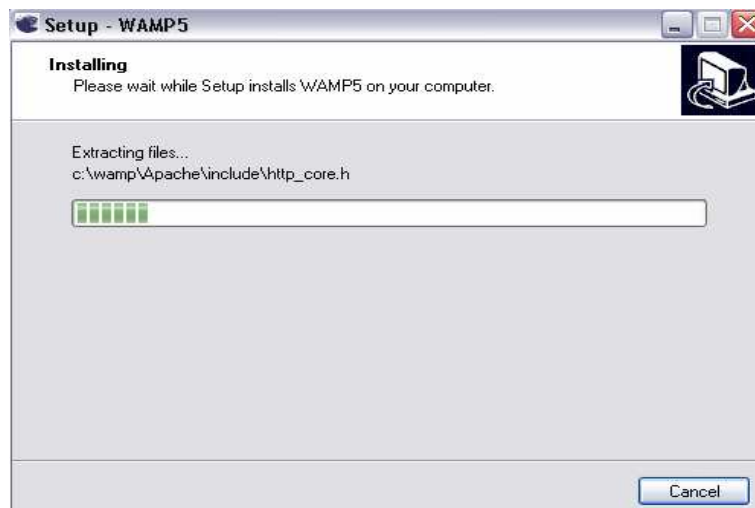 Setup - WAMP5
Installing
Please wait while Setup installs WAMP5 on your computer.
Extracting files...
c:\wamp\Apache\include\http_core.h
Cancel